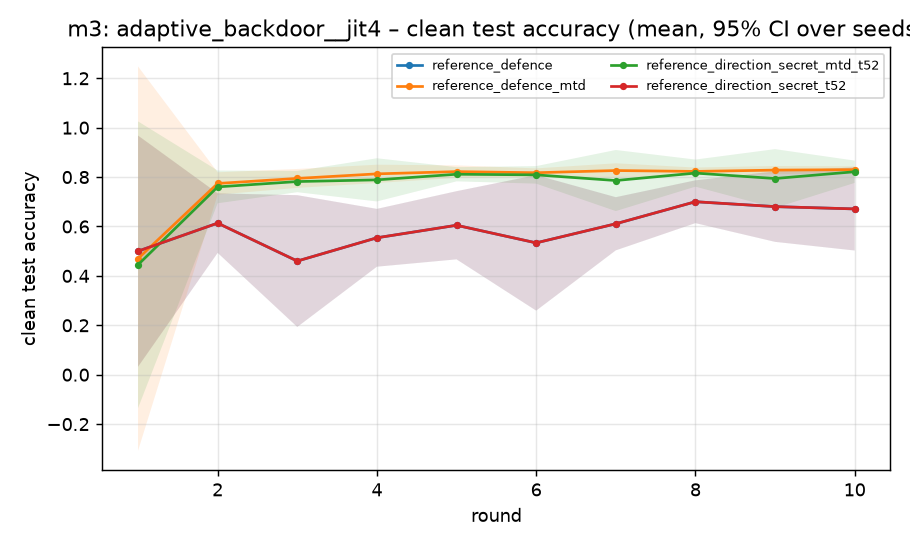 m3: adaptive_backdoor__jit4 – clean test accuracy (mean, 95% CI over seeds
reference_defence
reference_defence_mtd
reference_direction_secret_mtd_t52
reference_direction_secret_t52
clean test accuracy
1.2
1.0
0.8
0.6
0.4
0.2
0.0
−0.2
2 4 6 8 10
round